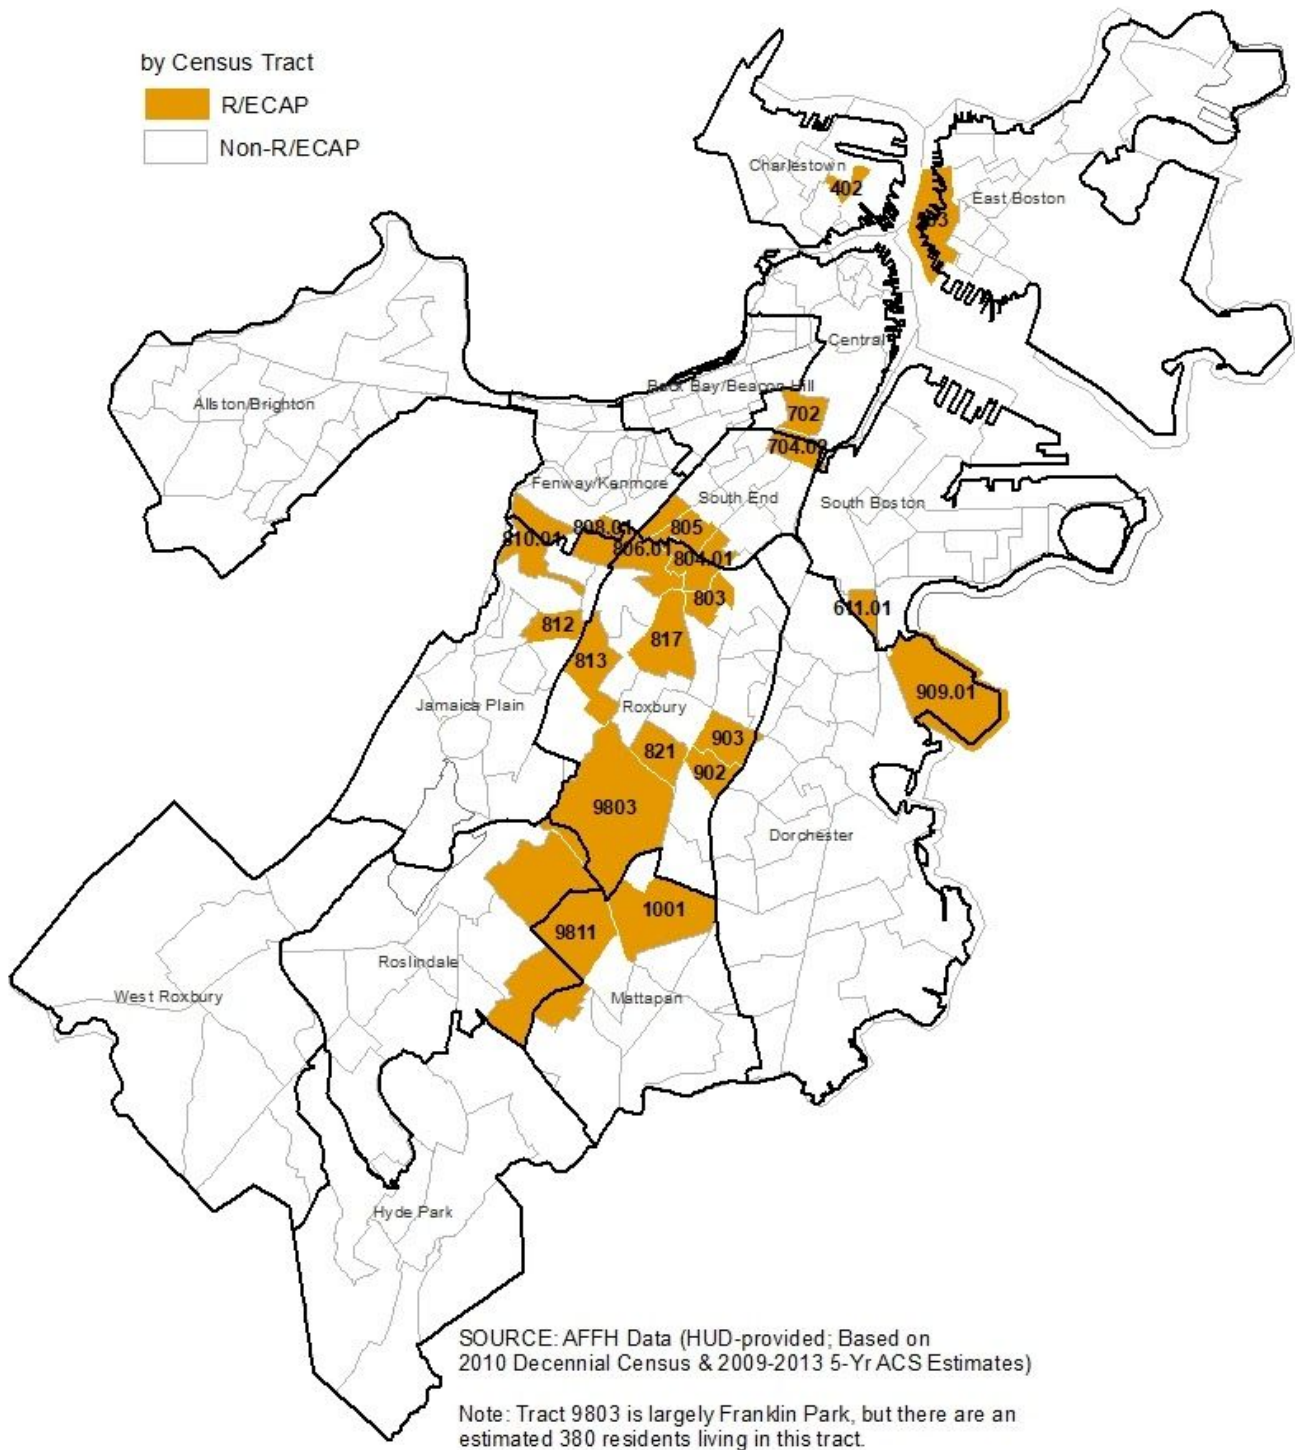 by Census Tract
R/ECAP
Non-R/ECAP
Charlestown
402
East Boston
Central
Back Bay/Beacon Hill
Allston/Brighton
702
Fenway/Kenmore
South End
South Boston
808.01
805
810.01
806.01
804.01
803
611.01
812
817
813
909.01
Jamaica Plain
Roxbury
903
821
902
9803
Dorchester
1001
9811
Roslindale
West Roxbury
Mattapan
Hyde Park
SOURCE: AFFH Data (HUD-provided; Based on
2010 Decennial Census & 2009-2013 5-Yr ACS Estimates)
Note: Tract 9803 is largely Franklin Park, but there are an
estimated 380 residents living in this tract.